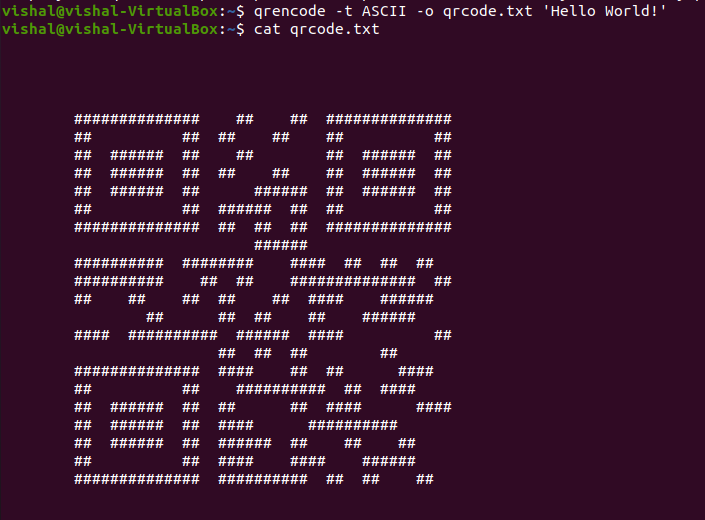 vishal@vishal-VirtualBox:~$ qrencode -t ASCII -o qrcode.txt 'Hello World!'
vishal@vishal-VirtualBox:~$ cat qrcode.txt
        ##############    ##    ##  ##############
        ##          ##  ##    ##    ##          ##
        ##  ######  ##    ##        ##  ######  ##
        ##  ######  ##  ##    ##    ##  ######  ##
        ##  ######  ##      ######  ##  ######  ##
        ##          ##  ######  ##  ##          ##
        ##############  ##  ##  ##  ##############
                            ######
        ##########  ########    ####  ##  ##  ##
        ##########    ##  ##    ##############  ##
        ##    ##    ##  ##    ##  ####    ######
                ##      ##  ##    ##    ######
        ####  ##########  ######  ####          ##
                        ##  ##  ##        ##
        ##############  ####    ##  ##      ####
        ##          ##    ##########  ##  ####
        ##  ######  ##  ##      ##  ####      ####
        ##  ######  ##  ####      ##########
        ##  ######  ##  ######  ##    ##    ##
        ##          ##  ####    ####    ######
        ##############  ##########  ##  ##    ##